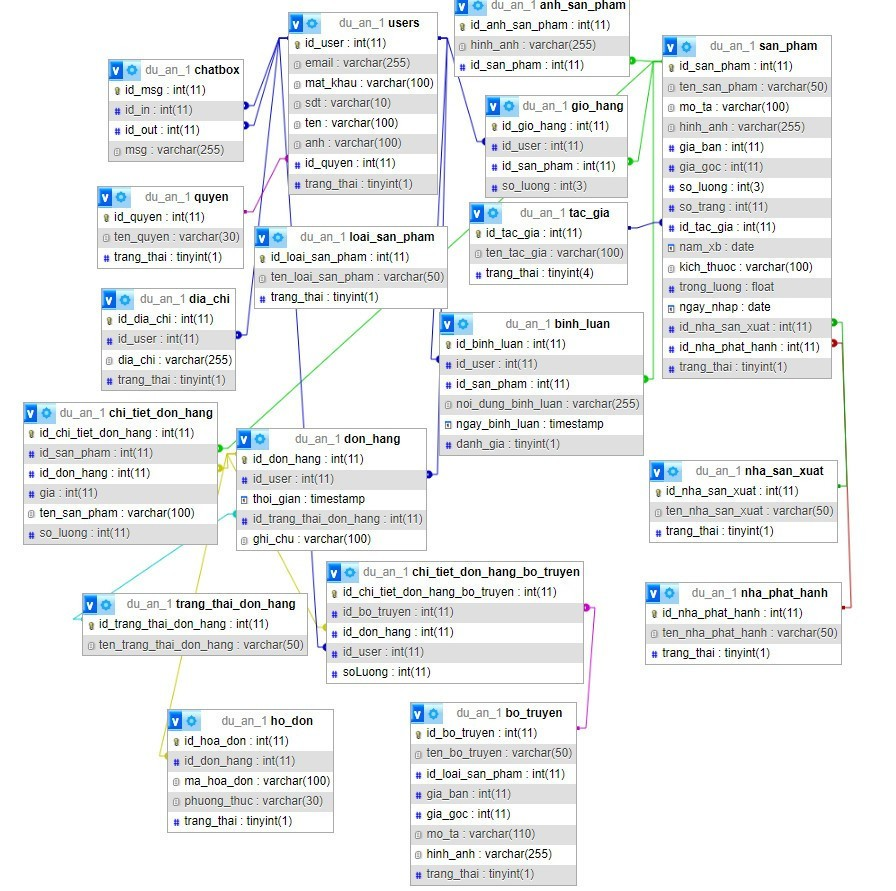 du_an_1 users
id_user : int(11)
email : varchar(255)
mat_khau : varchar(100)
sdt : varchar(10)
ten : varchar(100)
anh : varchar(100)
id_quyen : int(11)
trang_thai : tinyint(1)
du_an_1 anh_san_pham
id_anh_san_pham : int(11)
hinh_anh : varchar(255)
id_san_pham : int(11)
du_an_1 san_pham
id_san_pham : int(11)
ten_san_pham : varchar(50)
mo_ta : varchar(100)
hinh_anh : varchar(255)
gia_ban : int(11)
gia_goc : int(11)
so_luong : int(3)
so_trang : int(11)
id_tac_gia : int(11)
nam_xb : date
kich_thuoc : varchar(100)
trong_luong : float
ngay_nhap : date
id_nha_san_xuat : int(11)
id_nha_phat_hanh : int(11)
trang_thai : tinyint(1)
du_an_1 chatbox
id_msg : int(11)
id_in : int(11)
id_out : int(11)
msg : varchar(255)
du_an_1 gio_hang
id_gio_hang : int(11)
id_user : int(11)
id_san_pham : int(11)
so_luong : int(3)
du_an_1 quyen
id_quyen : int(11)
ten_quyen : varchar(30)
trang_thai : tinyint(1)
du_an_1 tac_gia
id_tac_gia : int(11)
ten_tac_gia : varchar(100)
trang_thai : tinyint(4)
du_an_1 loai_san_pham
id_loai_san_pham : int(11)
ten_loai_san_pham : varchar(50)
trang_thai : tinyint(1)
du_an_1 dia_chi
id_dia_chi : int(11)
id_user : int(11)
dia_chi : varchar(255)
trang_thai : tinyint(1)
du_an_1 binh_luan
id_binh_luan : int(11)
id_user : int(11)
id_san_pham : int(11)
noi_dung_binh_luan : varchar(255)
ngay_binh_luan : timestamp
danh_gia : tinyint(1)
du_an_1 chi_tiet_don_hang
id_chi_tiet_don_hang : int(11)
id_san_pham : int(11)
id_don_hang : int(11)
gia : int(11)
ten_san_pham : varchar(100)
so_luong : int(11)
du_an_1 don_hang
id_don_hang : int(11)
id_user : int(11)
thoi_gian : timestamp
id_trang_thai_don_hang : int(11)
ghi_chu : varchar(100)
du_an_1 nha_san_xuat
id_nha_san_xuat : int(11)
ten_nha_san_xuat : varchar(50)
trang_thai : tinyint(1)
du_an_1 chi_tiet_don_hang_bo_truyen
id_chi_tiet_don_hang_bo_truyen : int(11)
id_bo_truyen : int(11)
id_don_hang : int(11)
id_user : int(11)
soLuong : int(11)
du_an_1 nha_phat_hanh
id_nha_phat_hanh : int(11)
ten_nha_phat_hanh : varchar(50)
trang_thai : tinyint(1)
du_an_1 trang_thai_don_hang
id_trang_thai_don_hang : int(11)
ten_trang_thai_don_hang : varchar(50)
du_an_1 ho_don
id_hoa_don : int(11)
id_don_hang : int(11)
ma_hoa_don : varchar(100)
phuong_thuc : varchar(30)
trang_thai : tinyint(1)
du_an_1 bo_truyen
id_bo_truyen : int(11)
ten_bo_truyen : varchar(50)
id_loai_san_pham : int(11)
gia_ban : int(11)
gia_goc : int(11)
mo_ta : varchar(110)
hinh_anh : varchar(255)
trang_thai : tinyint(1)